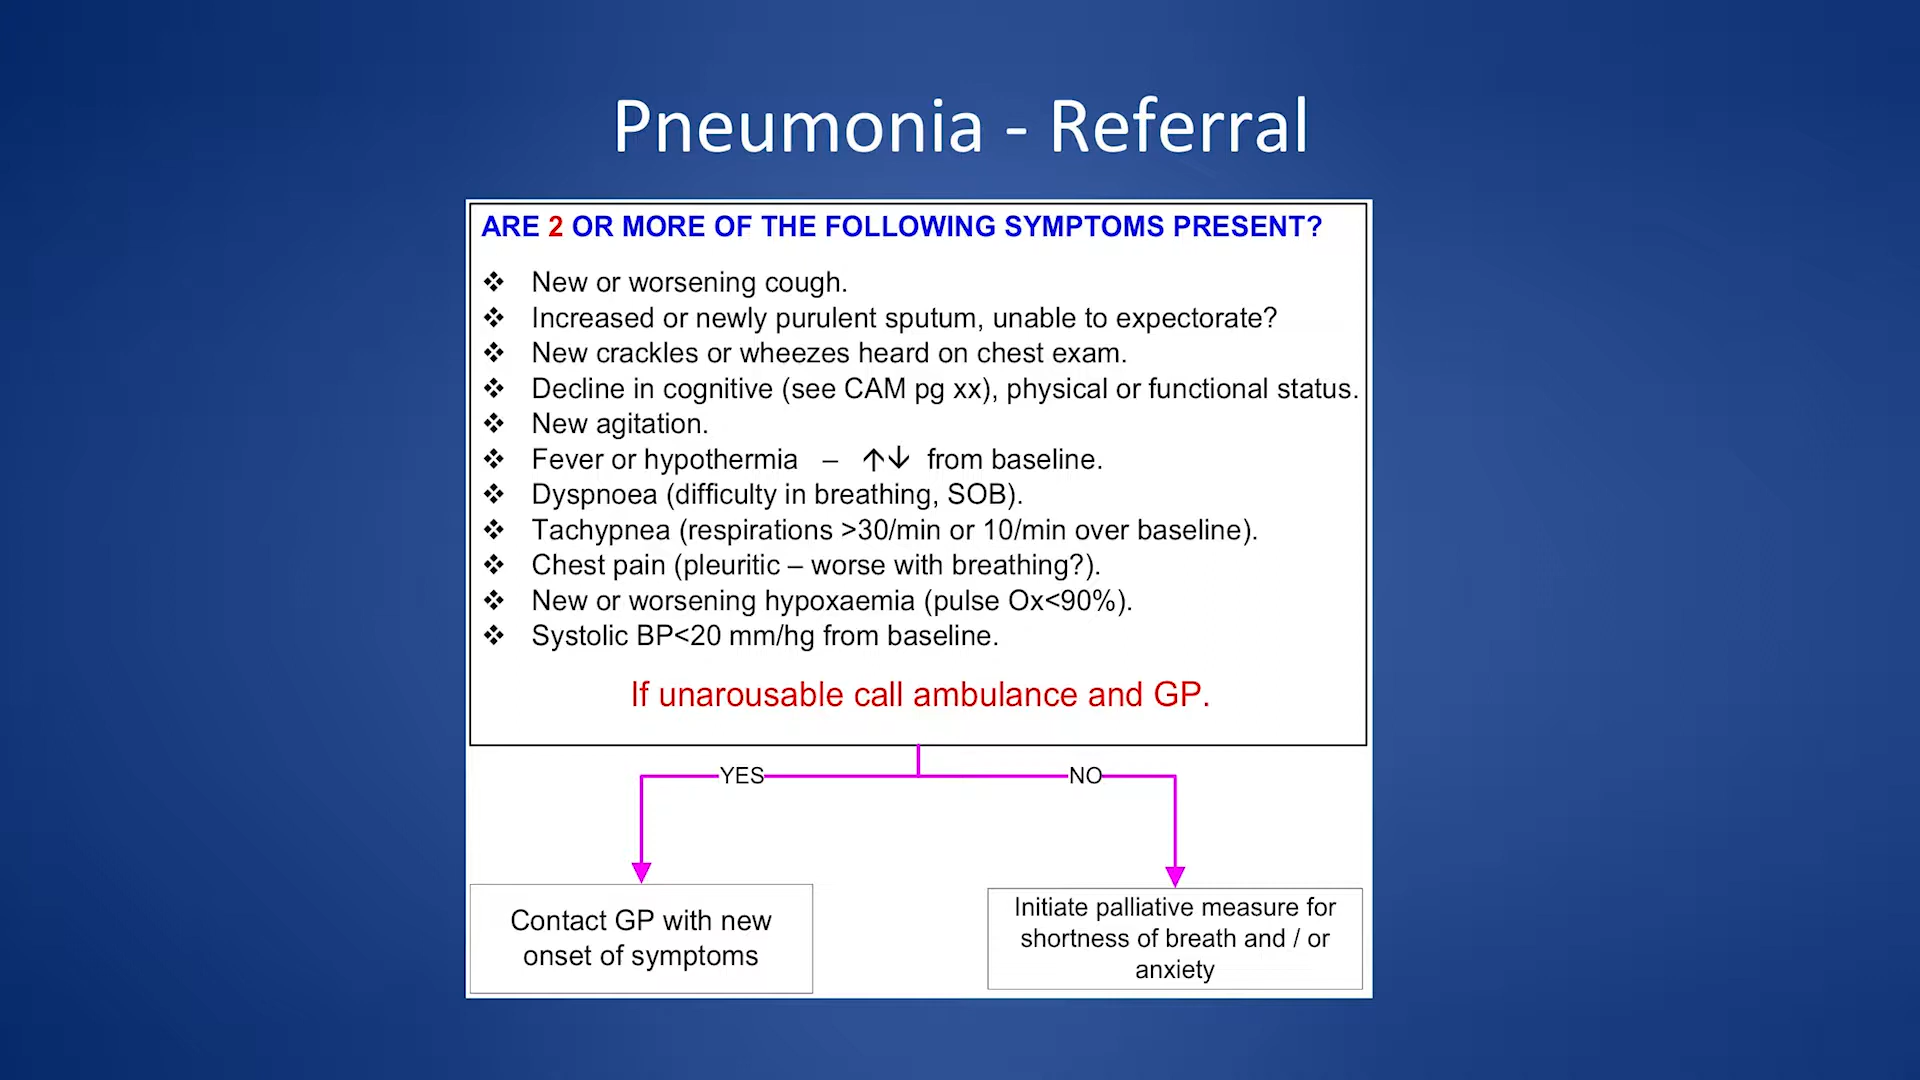 Pneumonia - Referral
ARE 2 OR MORE OF THE FOLLOWING SYMPTOMS PRESENT?
❖ New or worsening cough.
❖ Increased or newly purulent sputum, unable to expectorate?
❖ New crackles or wheezes heard on chest exam.
❖ Decline in cognitive (see CAM pg xx), physical or functional status.
❖ New agitation.
❖ Fever or hypothermia – ↑↓ from baseline.
❖ Dyspnoea (difficulty in breathing, SOB).
❖ Tachypnea (respirations >30/min or 10/min over baseline).
❖ Chest pain (pleuritic – worse with breathing?).
❖ New or worsening hypoxaemia (pulse Ox<90%).
❖ Systolic BP<20 mm/hg from baseline.
If unarousable call ambulance and GP.
YES
NO
Contact GP with new
onset of symptoms
Initiate palliative measure for
shortness of breath and / or
anxiety